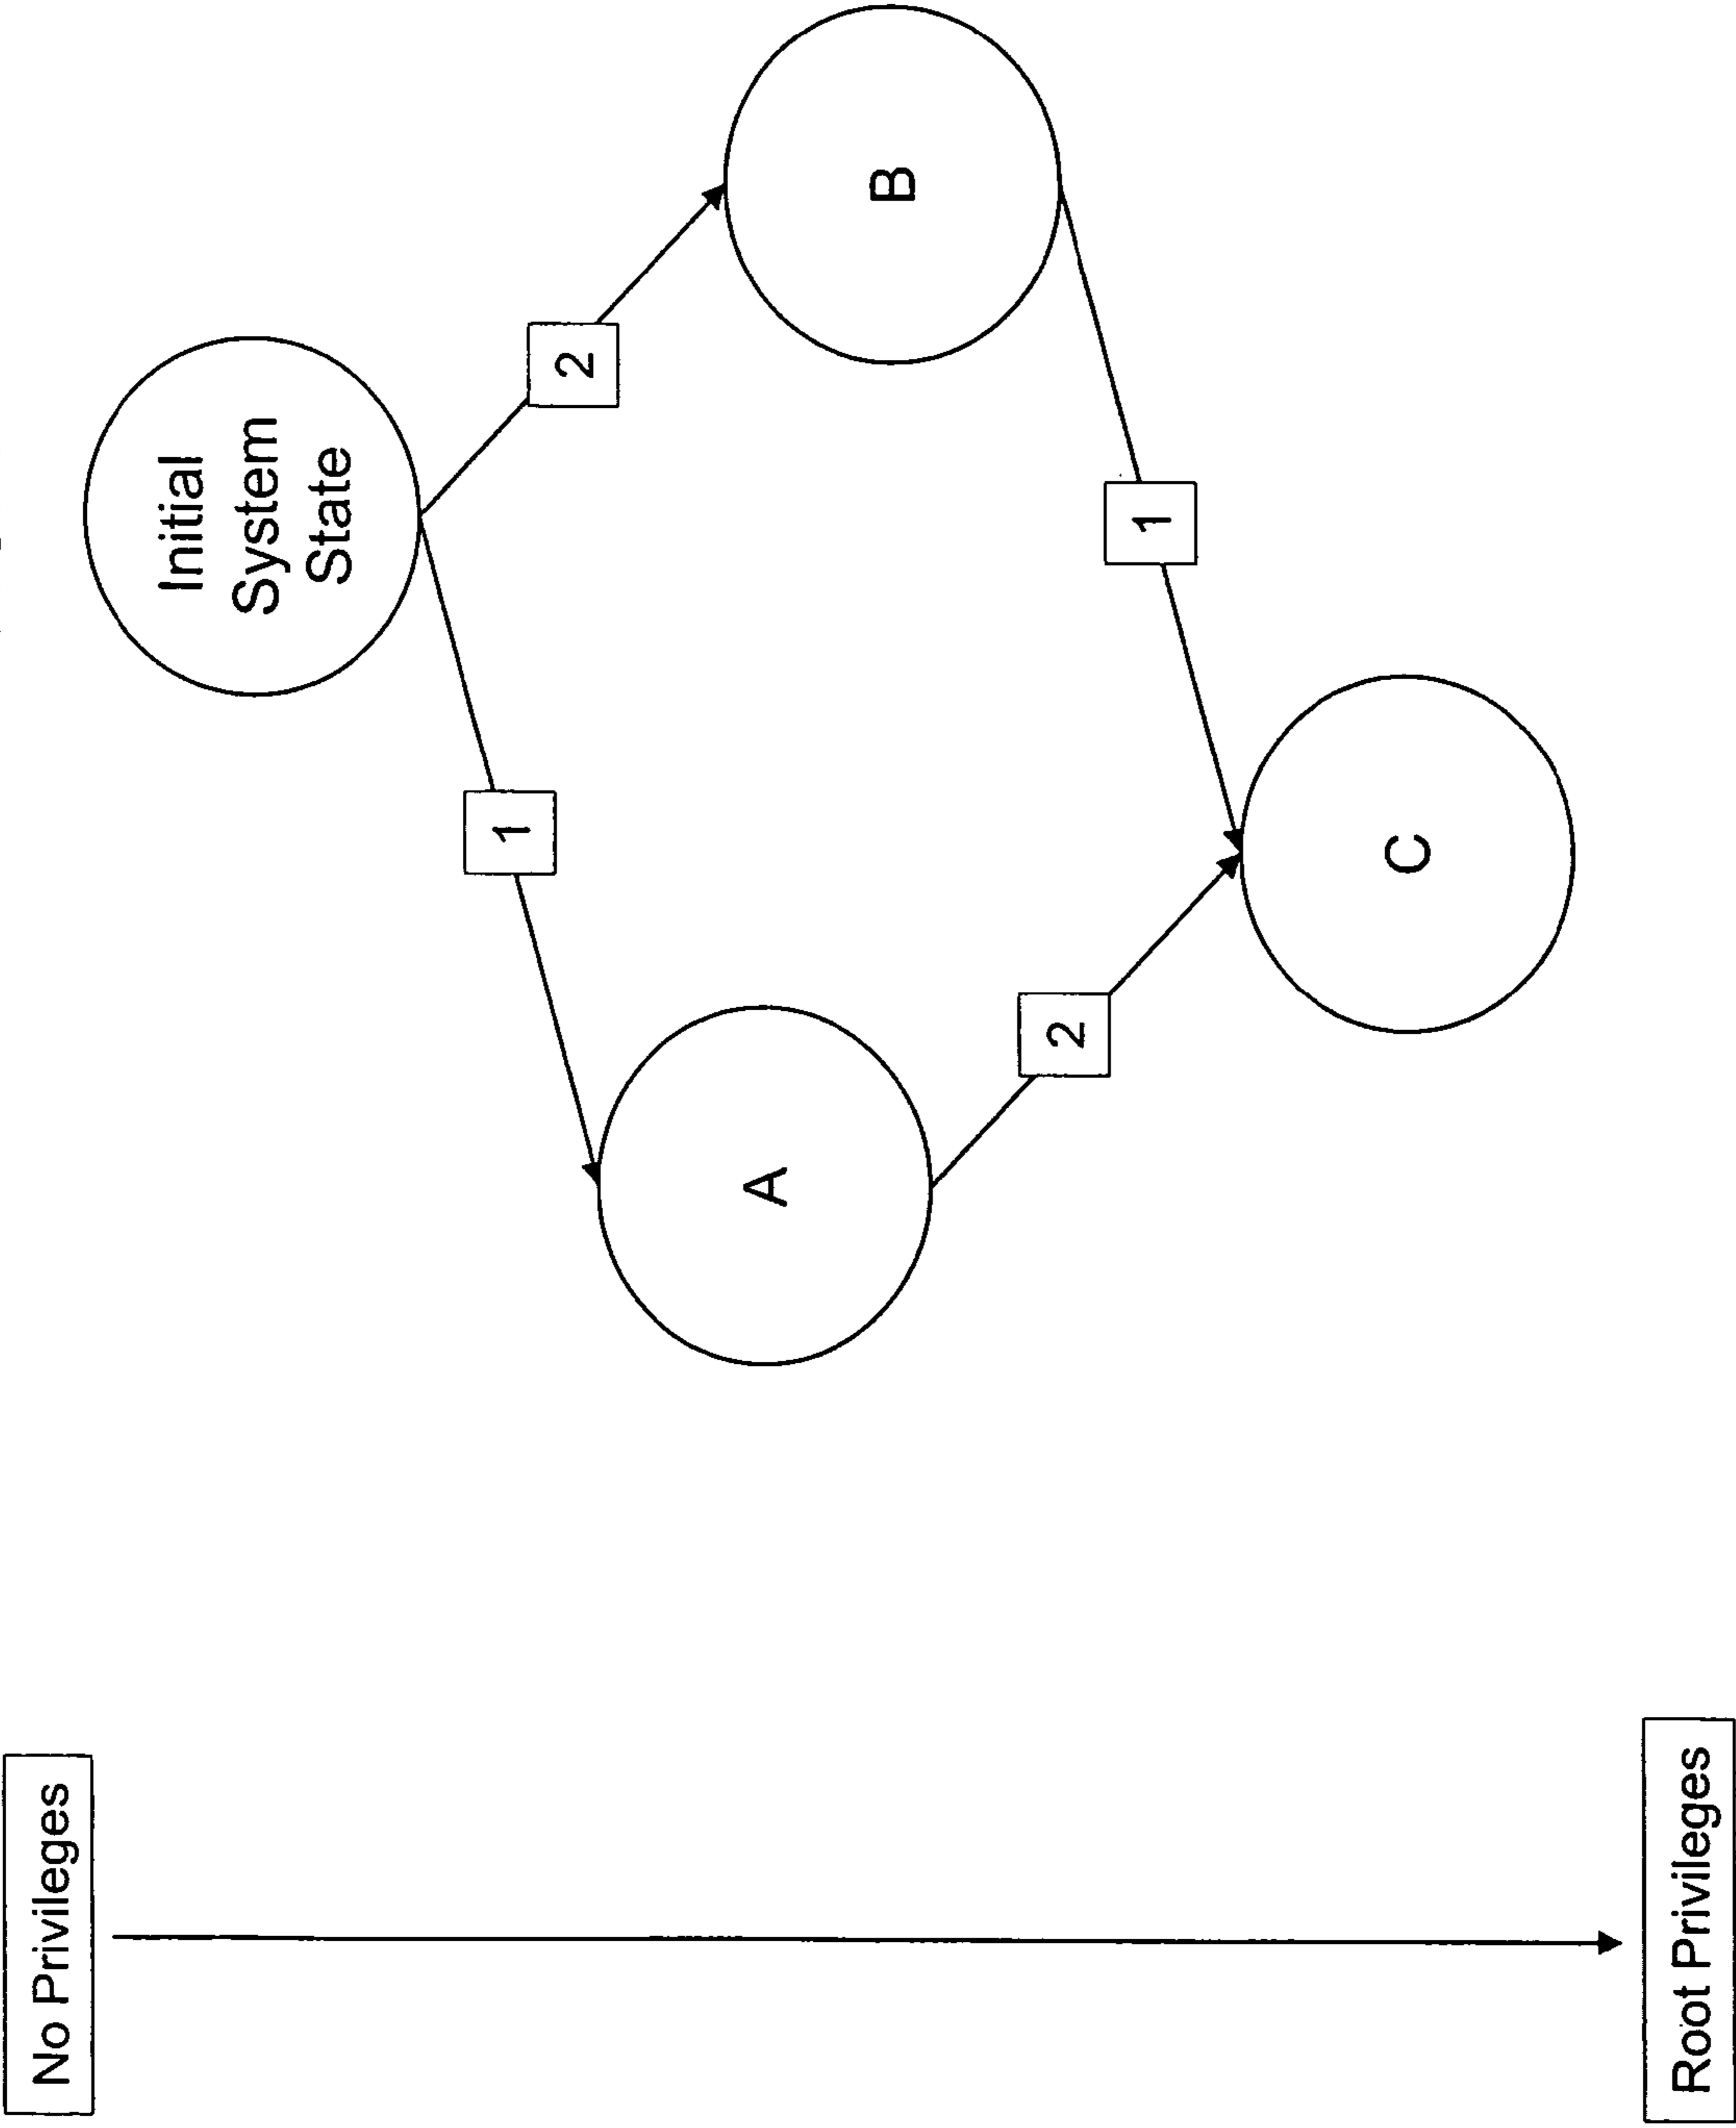 No Privileges
Initial
System
State
1
2
A
B
2
1
C
Root Privileges